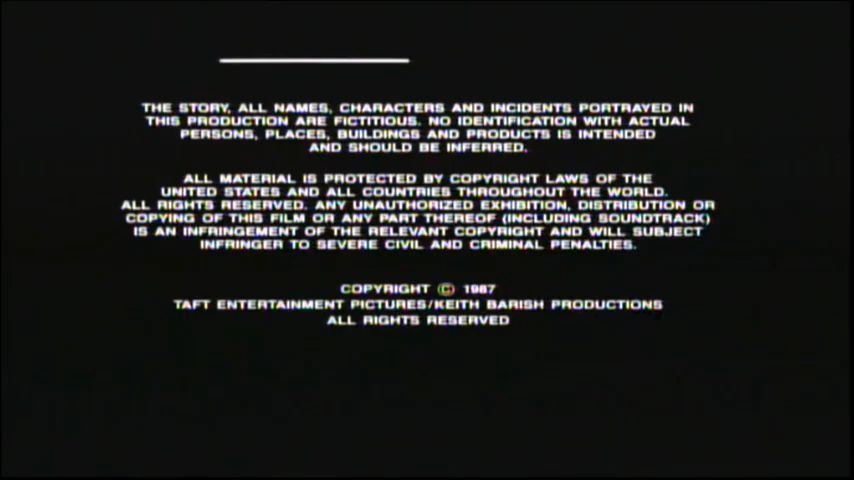 THE STORY, ALL NAMES, CHARACTERS AND INCIDENTS PORTRAYED IN
THIS PRODUCTION ARE FICTITIOUS. NO IDENTIFICATION WITH ACTUAL
PERSONS, PLACES, BUILDINGS AND PRODUCTS IS INTENDED
AND SHOULD BE INFERRED.
ALL MATERIAL IS PROTECTED BY COPYRIGHT LAWS OF THE
UNITED STATES AND ALL COUNTRIES THROUGHOUT THE WORLD.
ALL RIGHTS RESERVED. ANY UNAUTHORIZED EXHIBITION, DISTRIBUTION OR
COPYING OF THIS FILM OR ANY PART THEREOF (INCLUDING SOUNDTRACK)
IS AN INFRINGEMENT OF THE RELEVANT COPYRIGHT AND WILL SUBJECT
INFRINGER TO SEVERE CIVIL AND CRIMINAL PENALTIES.
COPYRIGHT © 1987
TAFT ENTERTAINMENT PICTURES/KEITH BARISH PRODUCTIONS
ALL RIGHTS RESERVED